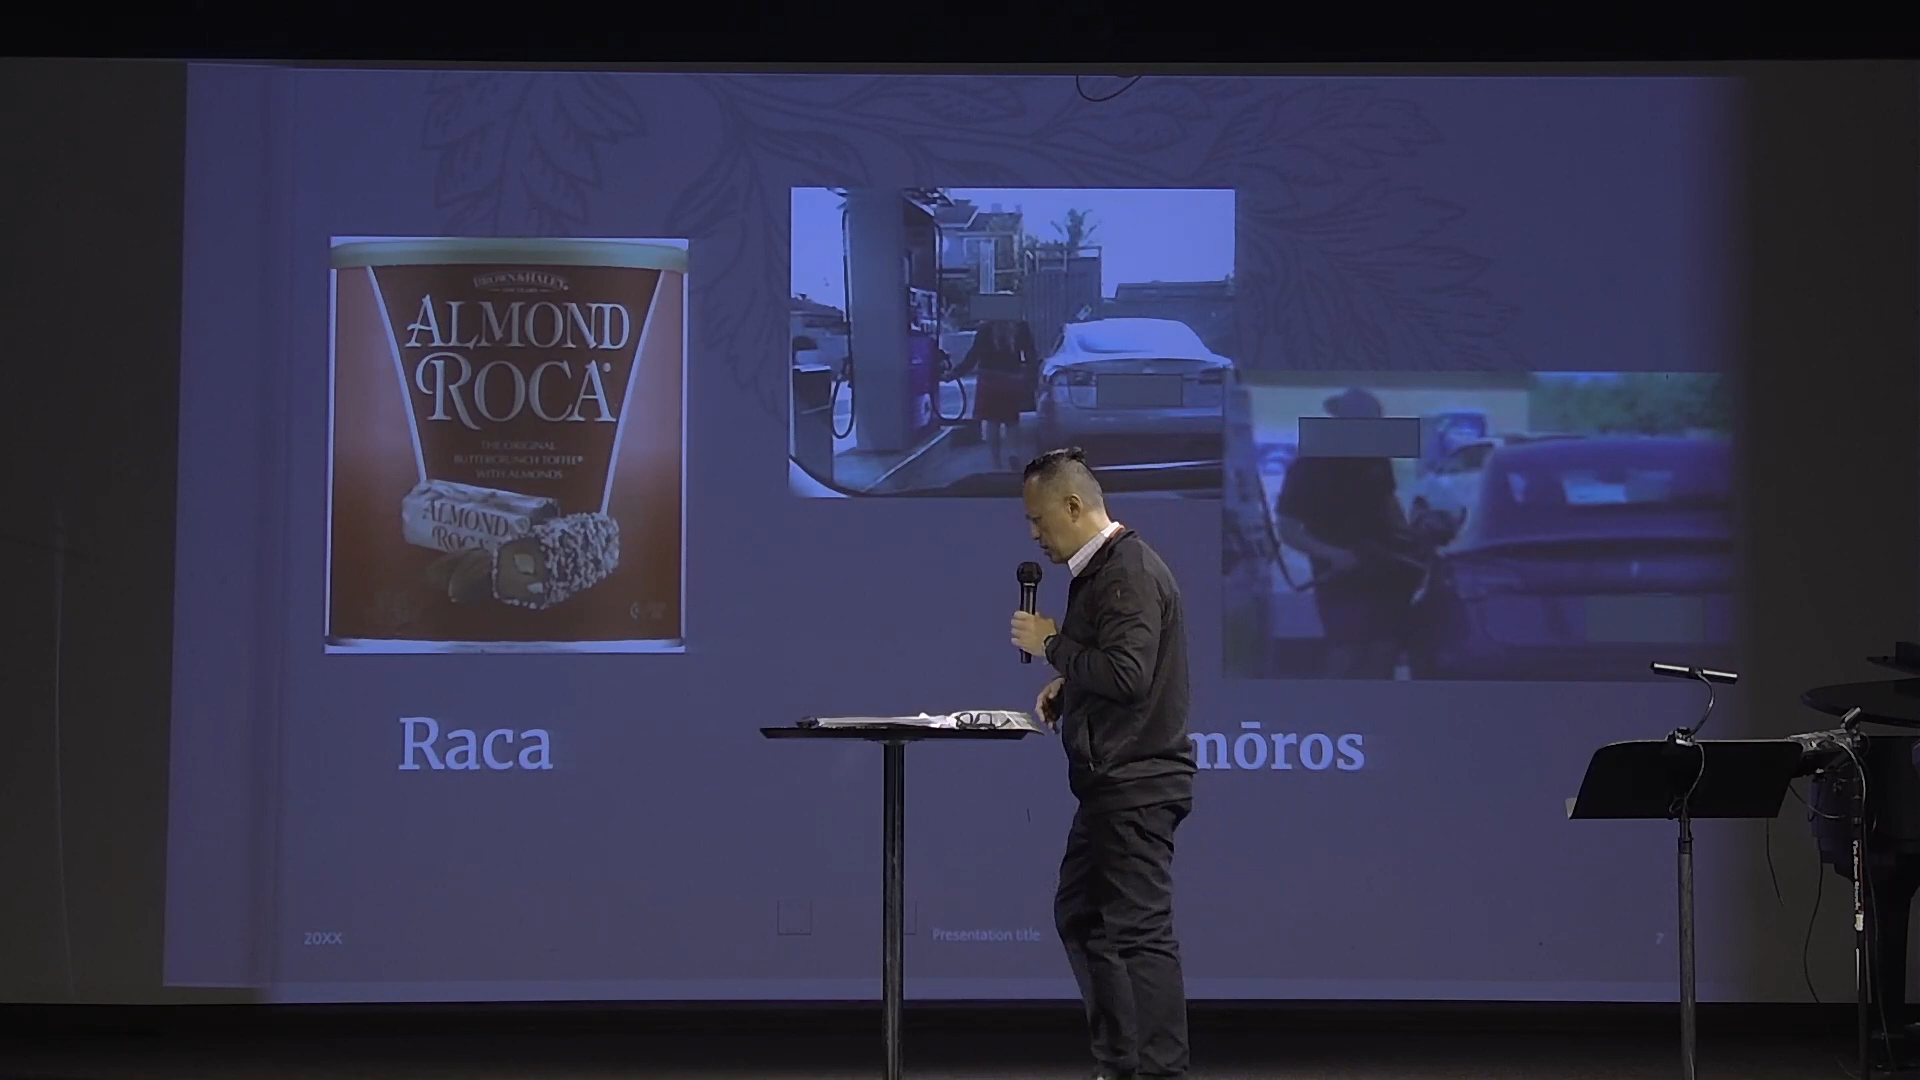 BROWN & HALEY
ALMOND
ROCA
THE ORIGINAL
BUTTERCRUNCH TOFFEE
WITH ALMONDS
ALMOND
ROCA
Raca
mōros
20XX
Presentation title
7